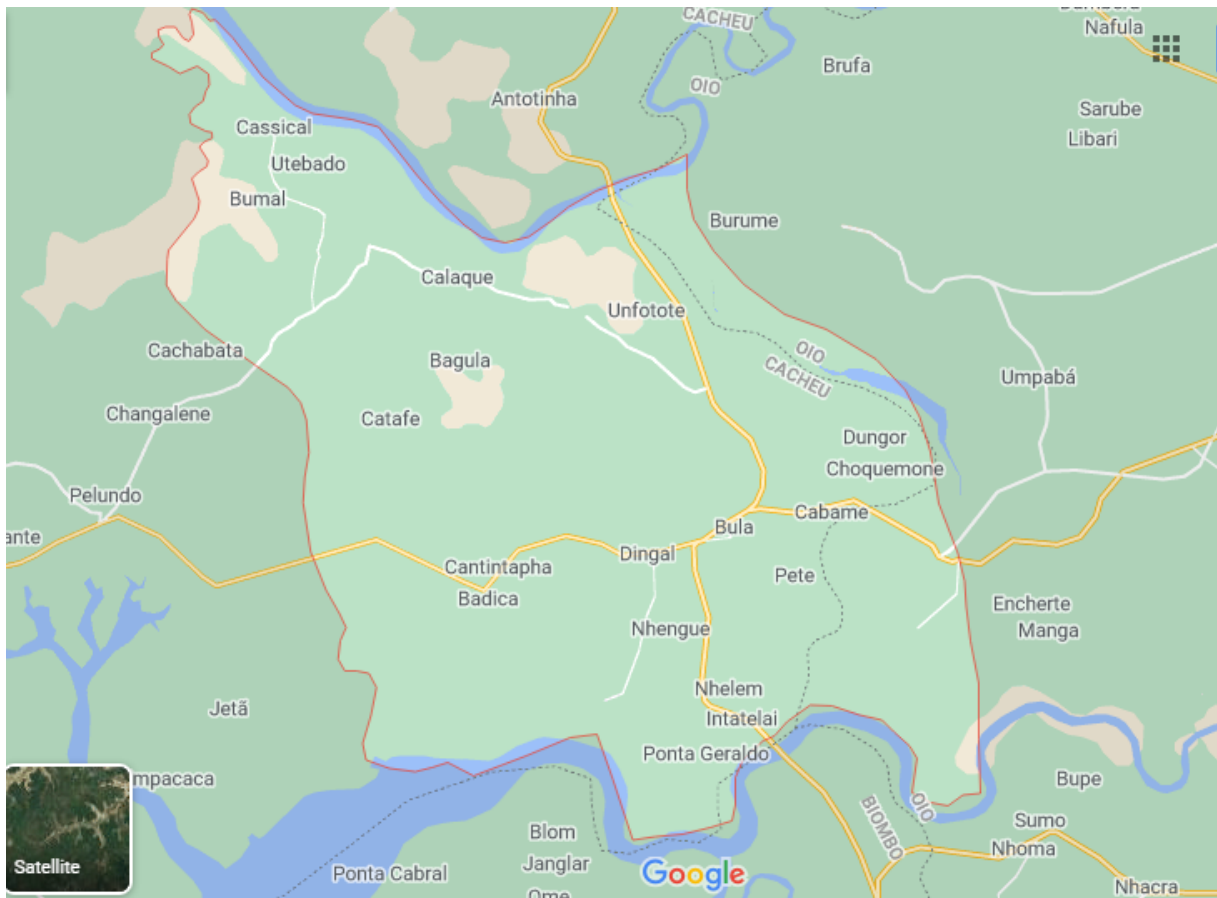 CACHEU
Nafula
Brufa
OIO
Antotinha
Sarube
Libari
Cassical
Utebado
Bumal
Burume
Calaque
Unfotote
Cachabata
OIO
CACHEU
Bagula
Umpabá
Changalene
Catafe
Dungor
Choquemone
Pelundo
Cabame
Bula
ante
Dingal
Cantintapha
Badica
Pete
Encherte
Manga
Nhengue
Nhelem
Jetã
Intatelai
Ponta Geraldo
mpacaca
Bupe
OIO
BIOMBO
Sumo
Blom
Janglar
Nhoma
Satellite
Ponta Cabral
Google
Nhacra